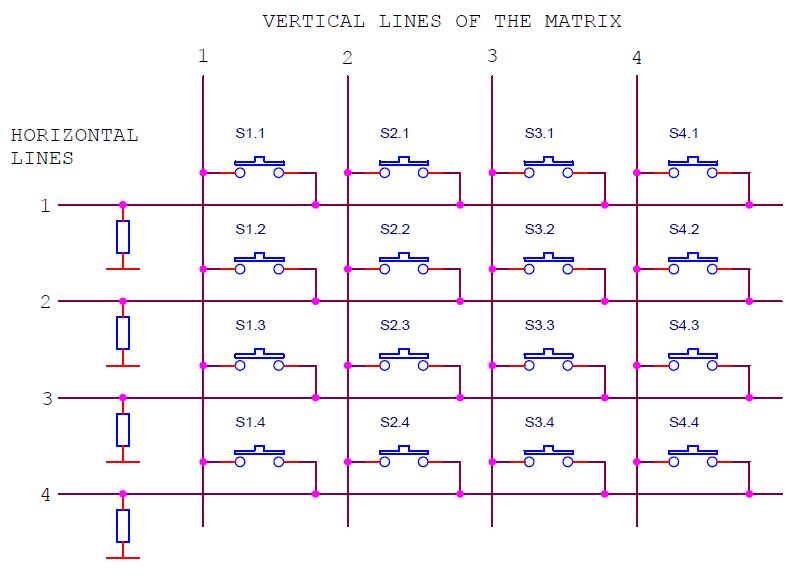 VERTICAL LINES OF THE MATRIX
1 2 3 4
HORIZONTAL
LINES
S1.1 S2.1 S3.1 S4.1
1
S1.2 S2.2 S3.2 S4.2
2
S1.3 S2.3 S3.3 S4.3
3
S1.4 S2.4 S3.4 S4.4
4